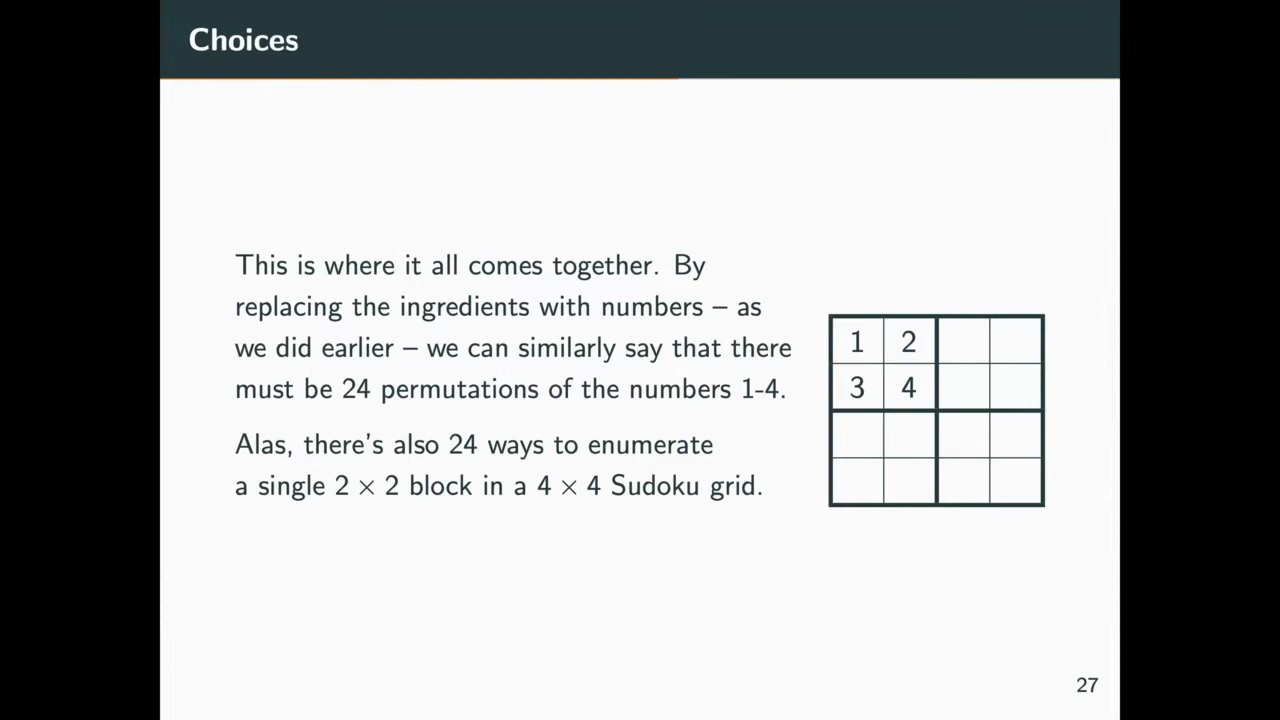 Choices
This is where it all comes together. By
replacing the ingredients with numbers – as
we did earlier – we can similarly say that there
must be 24 permutations of the numbers 1-4.
Alas, there's also 24 ways to enumerate
a single 2 × 2 block in a 4 × 4 Sudoku grid.
1 2
3 4
27